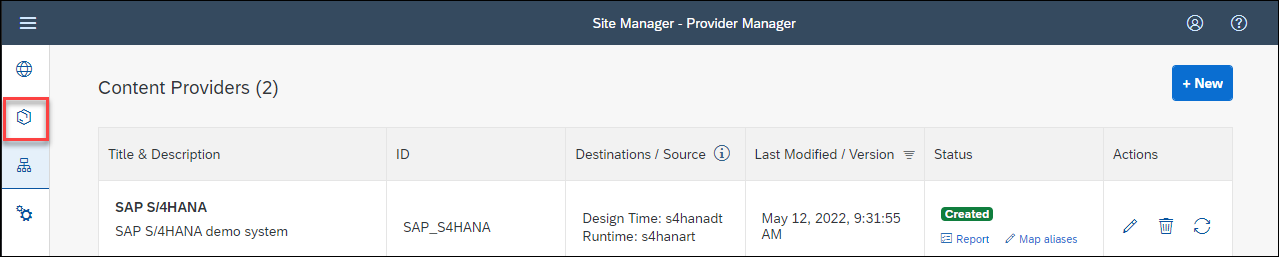 Site Manager - Provider Manager
Content Providers (2)
+ New
Title & Description
ID
Destinations / Source
Last Modified / Version
Status
Actions
SAP S/4HANA
SAP S/4HANA demo system
SAP_S4HANA
Design Time: s4hanadt
Runtime: s4hanart
May 12, 2022, 9:31:55
AM
Created
Report
Map aliases